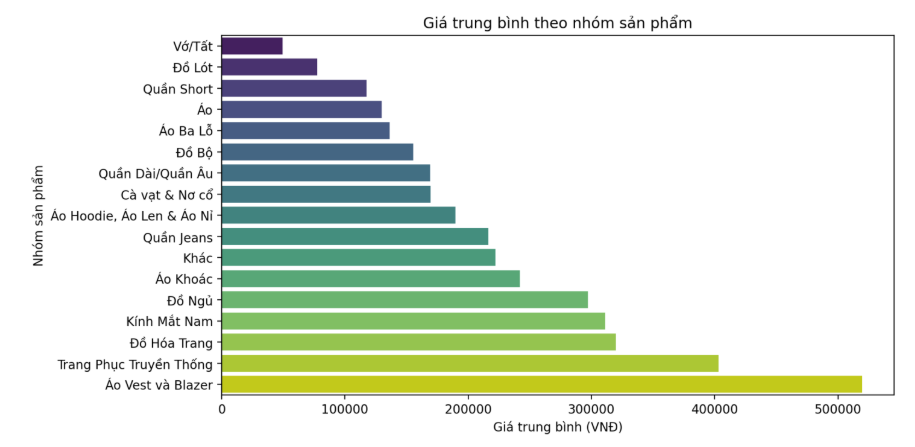 Giá trung bình theo nhóm sản phẩm
Nhóm sản phẩm
Vớ/Tất
Đồ Lót
Quần Short
Áo
Áo Ba Lỗ
Đồ Bộ
Quần Dài/Quần Âu
Cà vạt & Nơ cổ
Áo Hoodie, Áo Len & Áo Nỉ
Quần Jeans
Khác
Áo Khoác
Đồ Ngủ
Kính Mắt Nam
Đồ Hóa Trang
Trang Phục Truyền Thống
Áo Vest và Blazer
0 100000 200000 300000 400000 500000
Giá trung bình (VNĐ)